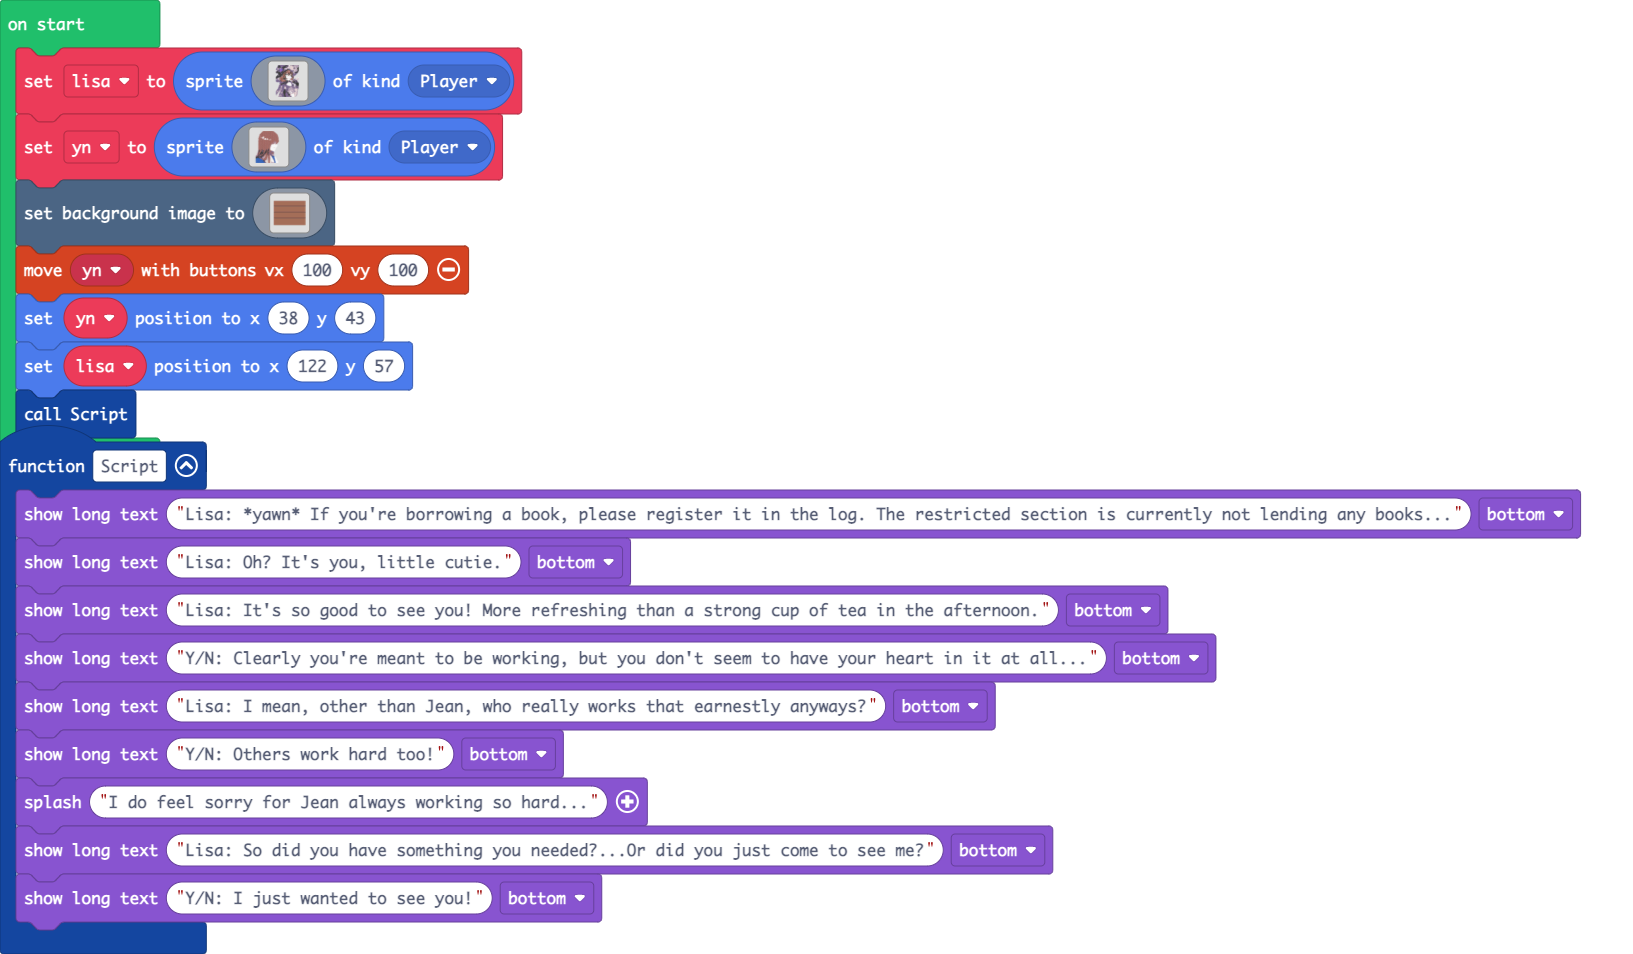 on start
set lisa to sprite of kind Player
set yn to sprite of kind Player
set background image to
move yn with buttons vx 100 vy 100
set yn position to x 38 y 43
set lisa position to x 122 y 57
call Script
function Script
show long text "Lisa: *yawn* If you're borrowing a book, please register it in the log. The restricted section is currently not lending any books..." bottom
show long text "Lisa: Oh? It's you, little cutie." bottom
show long text "Lisa: It's so good to see you! More refreshing than a strong cup of tea in the afternoon." bottom
show long text "Y/N: Clearly you're meant to be working, but you don't seem to have your heart in it at all..." bottom
show long text "Lisa: I mean, other than Jean, who really works that earnestly anyways?" bottom
show long text "Y/N: Others work hard too!" bottom
splash "I do feel sorry for Jean always working so hard..."
show long text "Lisa: So did you have something you needed?...Or did you just come to see me?" bottom
show long text "Y/N: I just wanted to see you!" bottom